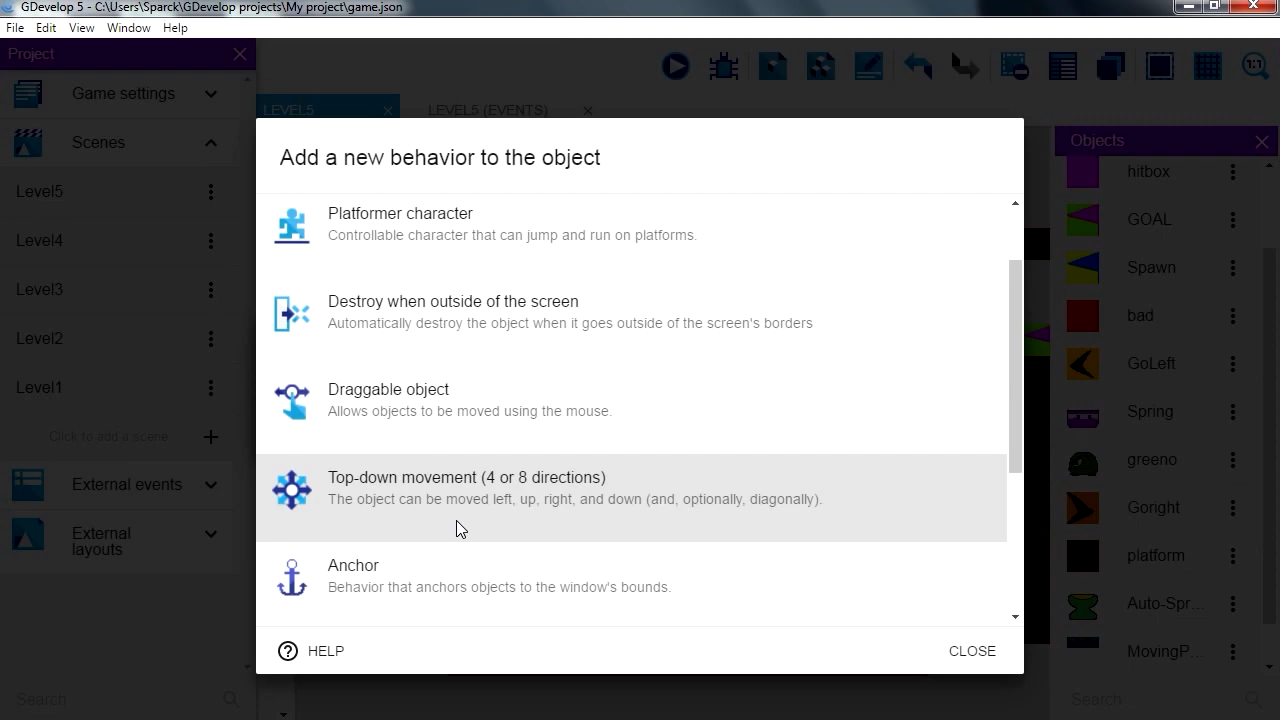 GDevelop 5 - C:\Users\Sparck\GDevelop projects\My project\game.json
File Edit View Window Help
Project
Game settings
Scenes
Level5
Level4
Level3
Level2
Level1
Click to add a scene
External events
External
layouts
Search
1:1
LEVEL5
LEVEL5 (EVENTS)
Add a new behavior to the object
Platformer character
Controllable character that can jump and run on platforms.
Destroy when outside of the screen
Automatically destroy the object when it goes outside of the screen's borders
Draggable object
Allows objects to be moved using the mouse.
Top-down movement (4 or 8 directions)
The object can be moved left, up, right, and down (and, optionally, diagonally).
Anchor
Behavior that anchors objects to the window's bounds.
HELP
CLOSE
Objects
hitbox
GOAL
Spawn
bad
GoLeft
Spring
greeno
Goright
platform
Auto-Spr...
MovingP...
Search